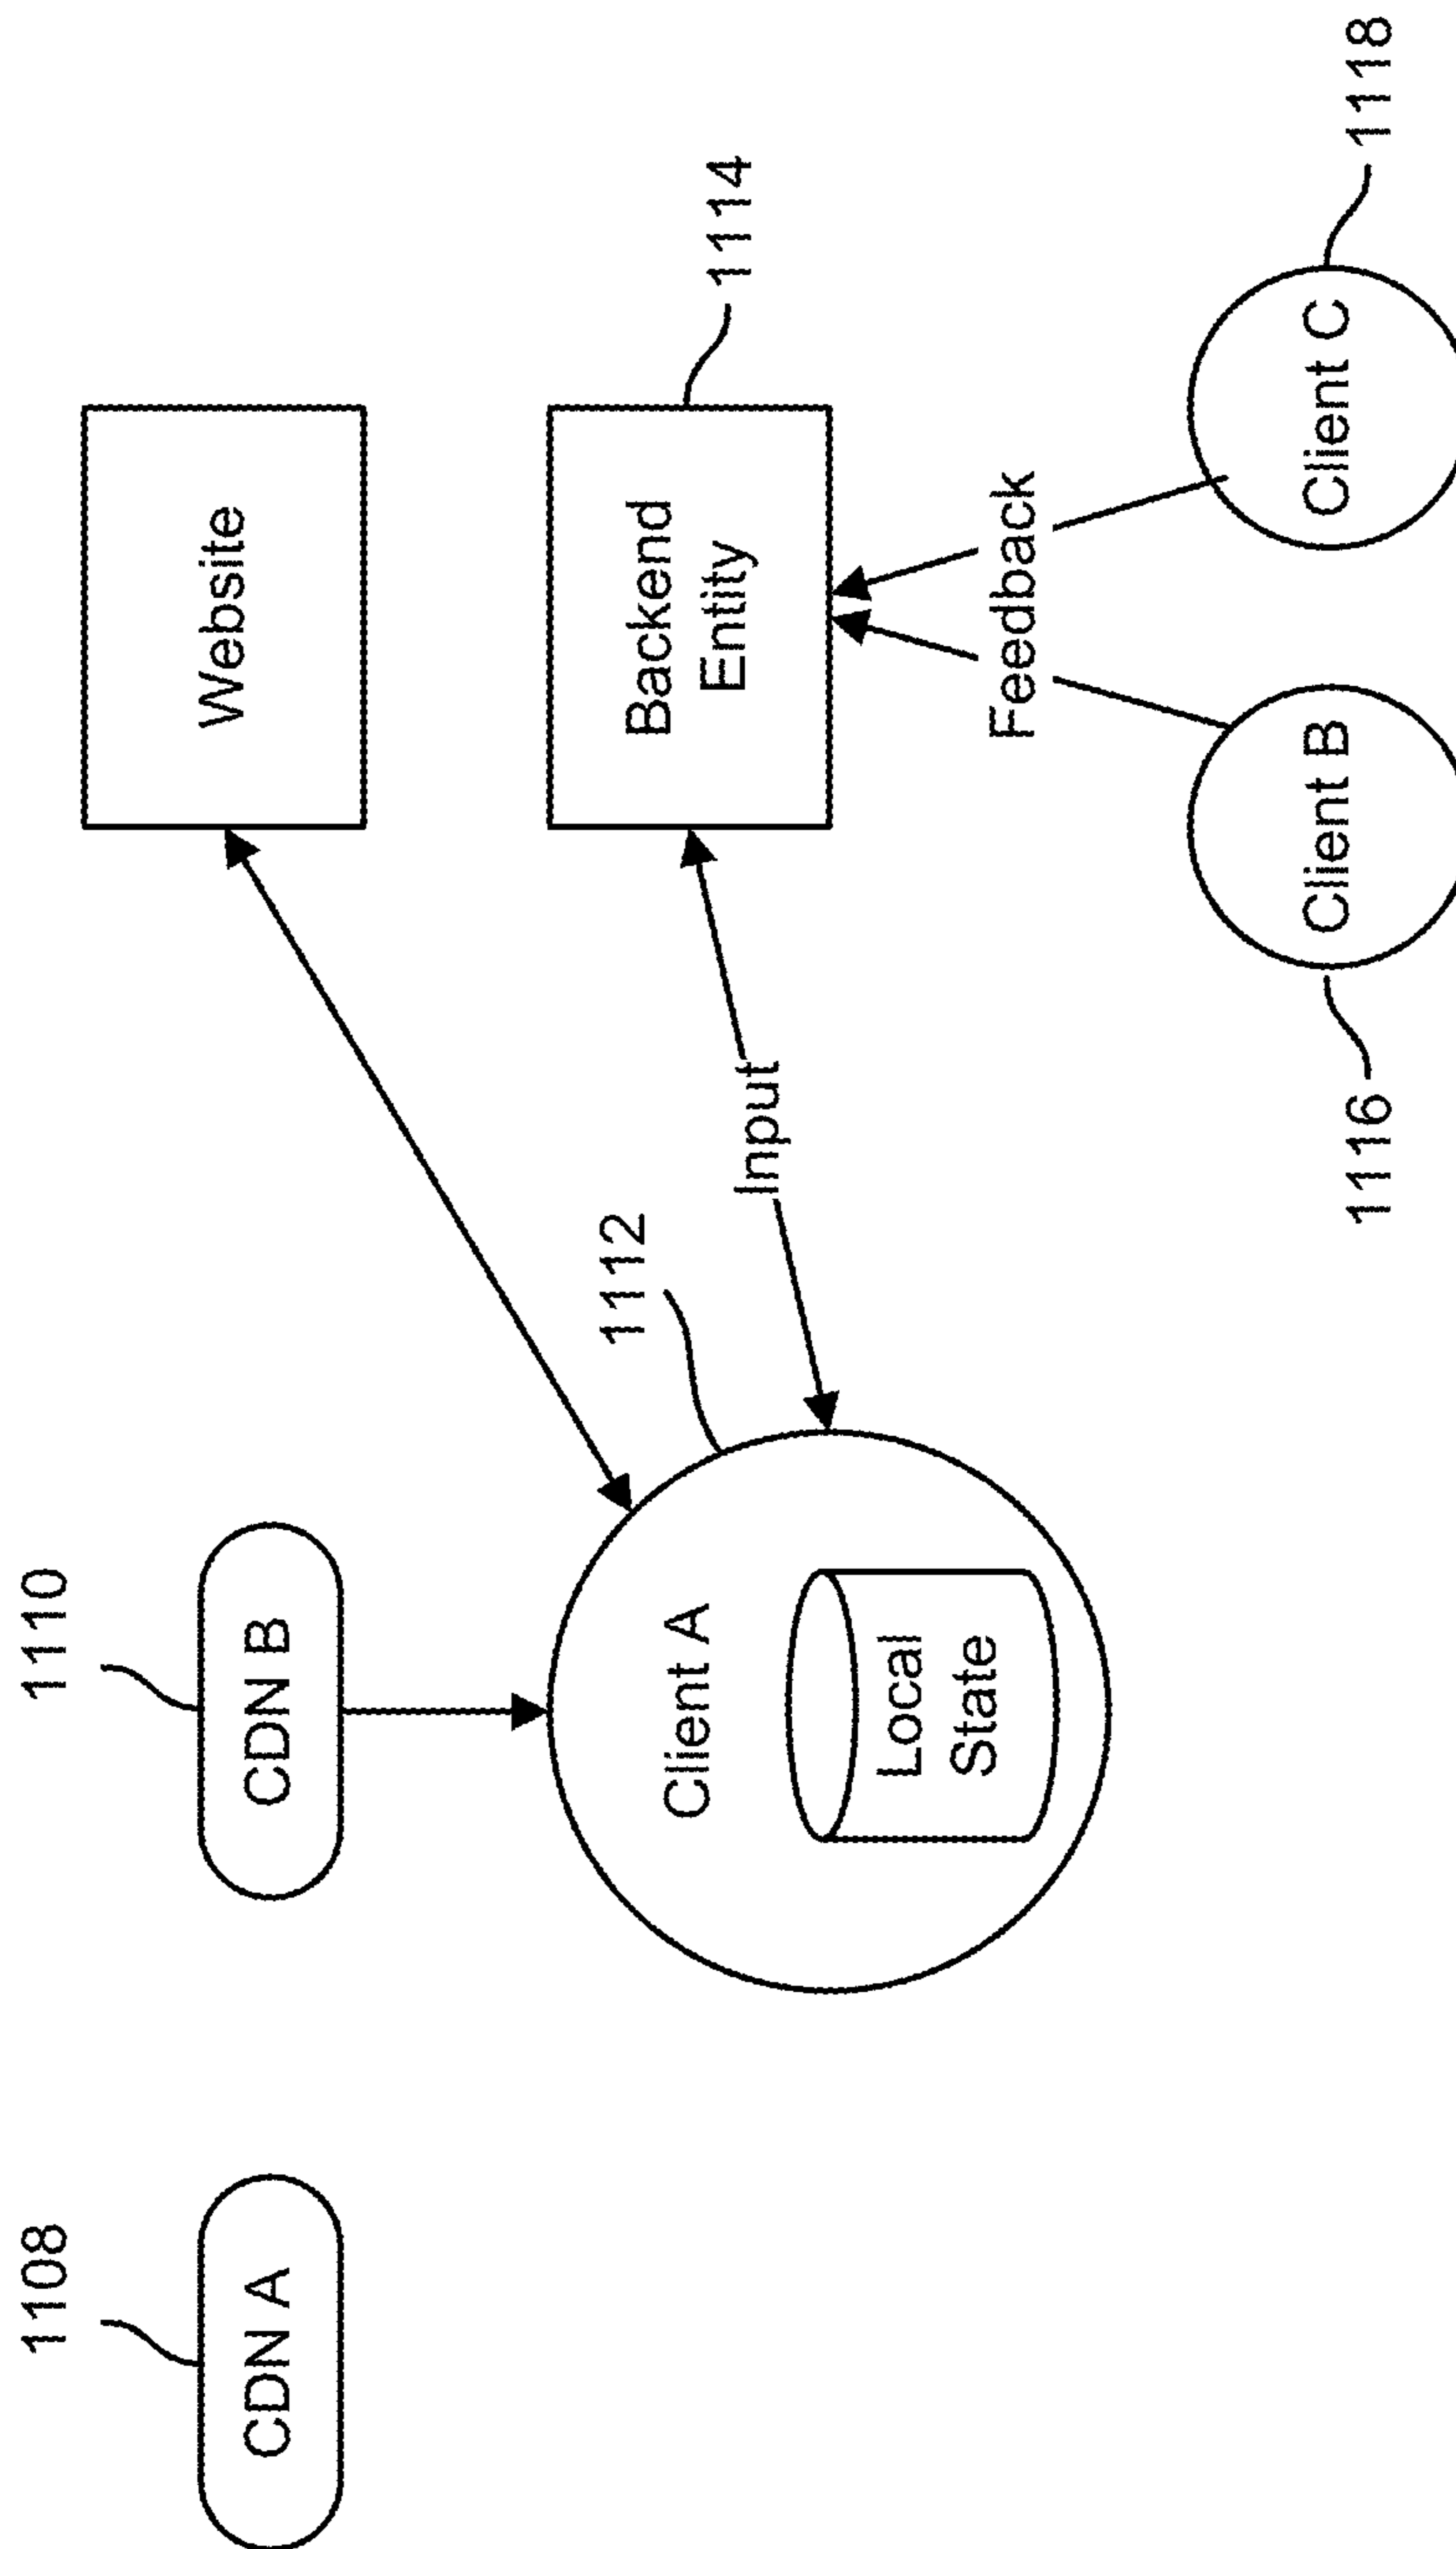 1108
1110
CDN A
CDN B
Website
1112
Client A
Local
State
Input
Backend
Entity
1114
Feedback
1116
Client B
Client C
1118